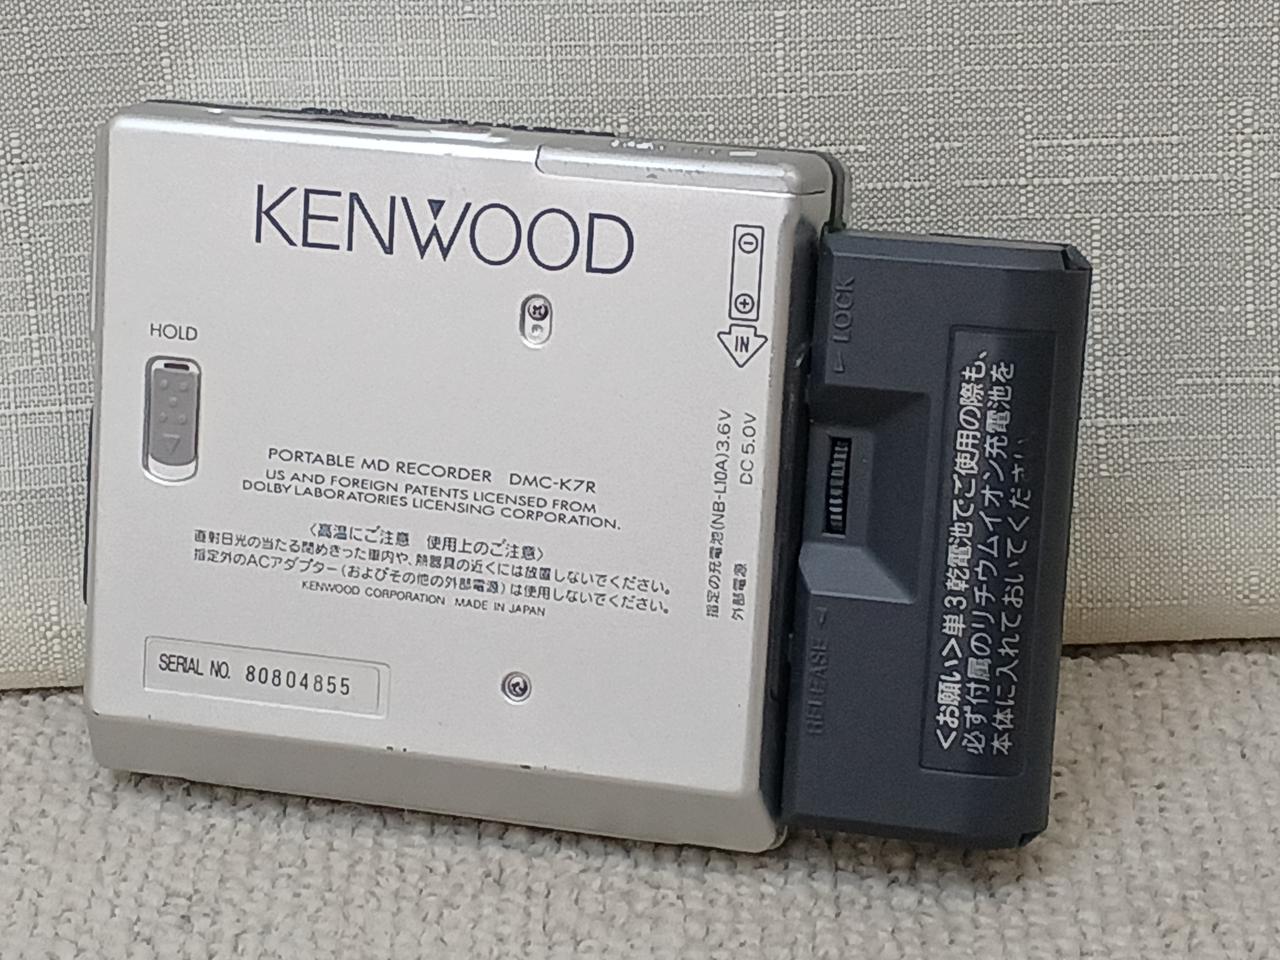 KENWOOD
HOLD
IN
PORTABLE MD RECORDER DMC-K7R
US AND FOREIGN PATENTS LICENSED FROM
DOLBY LABORATORIES LICENSING CORPORATION.
〈高温にご注意 使用上のご注意〉
直射日光の当たる閉めきった車内や、熱器具の近くには放置しないでください。
指定外のACアダプター(およびその他の外部電源)は使用しないでください。
KENWOOD CORPORATION MADE IN JAPAN
SERIAL NO. 80804855
指定の充電池(NB-L10A)3.6V
外部電源 DC 5.0V
LOCK
RELEASE
<お願い>単3乾電池でご使用の際も、
必ず付属のリチウムイオン充電池を
本体に入れておいてください。